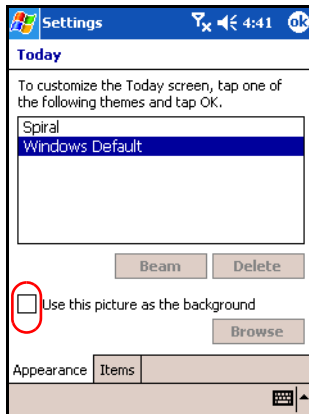 Settings 4:41 ok
Today
To customize the Today screen, tap one of
the following themes and tap OK.
Spiral
Windows Default
Beam Delete
Use this picture as the background
Browse
Appearance Items